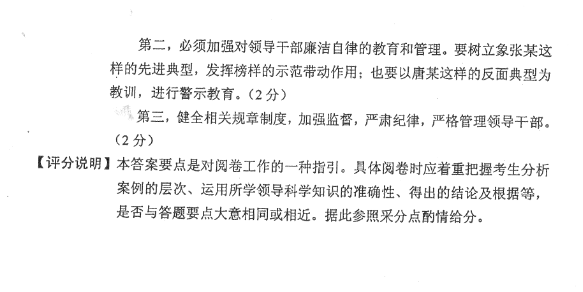 第二，必须加强对领导干部廉洁自律的教育和管理。要树立象张某这
样的先进典型，发挥榜样的示范带动作用；也要以唐某这样的反面典型为
教训，进行警示教育。（2分）
第三，健全相关规章制度，加强监督，严肃纪律，严格管理领导干部。
（2分）
【评分说明】本答案要点是对阅卷工作的一种指引。具体阅卷时应着重把握考生分析
案例的层次、运用所学领导科学知识的准确性、得出的结论及根据等，
是否与答题要点大意相同或相近。据此参照采分点酌情给分。